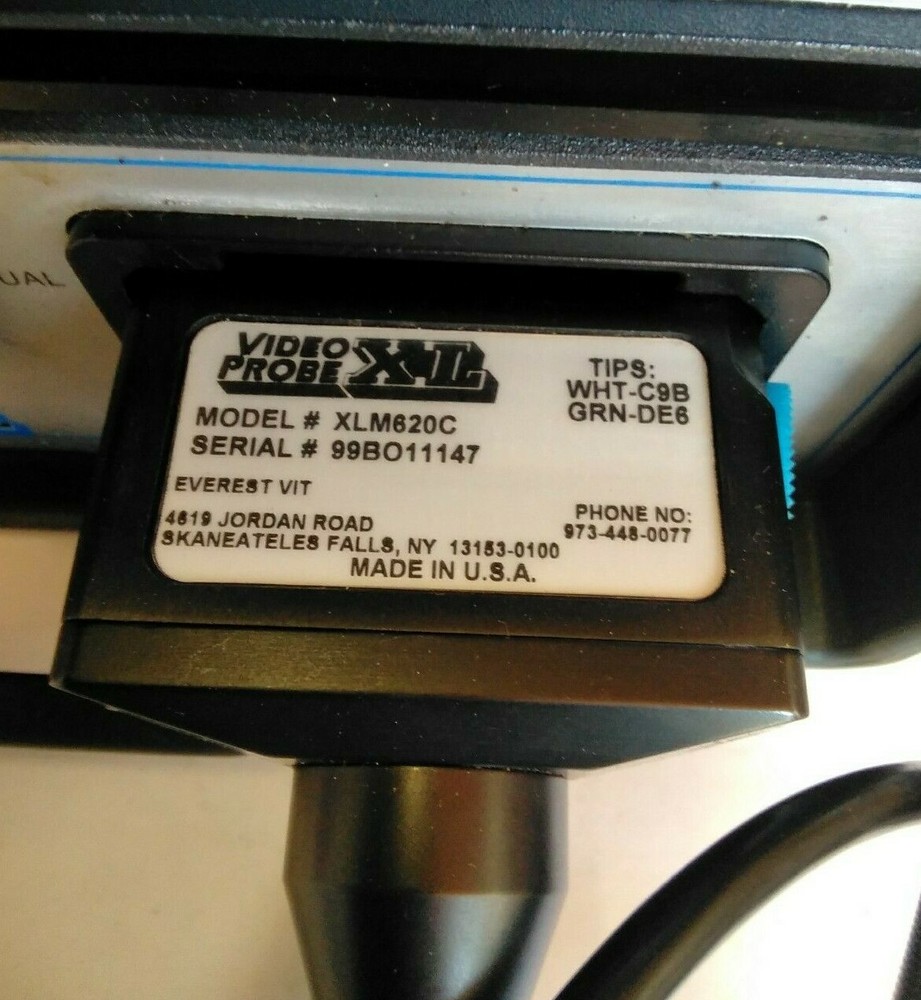 UAL
VIDEO
PROBE XL
TIPS:
WHT-C9B
GRN-DE6
MODEL # XLM620C
SERIAL # 99BO11147
EVEREST VIT
4619 JORDAN ROAD
SKANEATELES FALLS, NY 13153-0100
PHONE NO:
973-448-0077
MADE IN U.S.A.